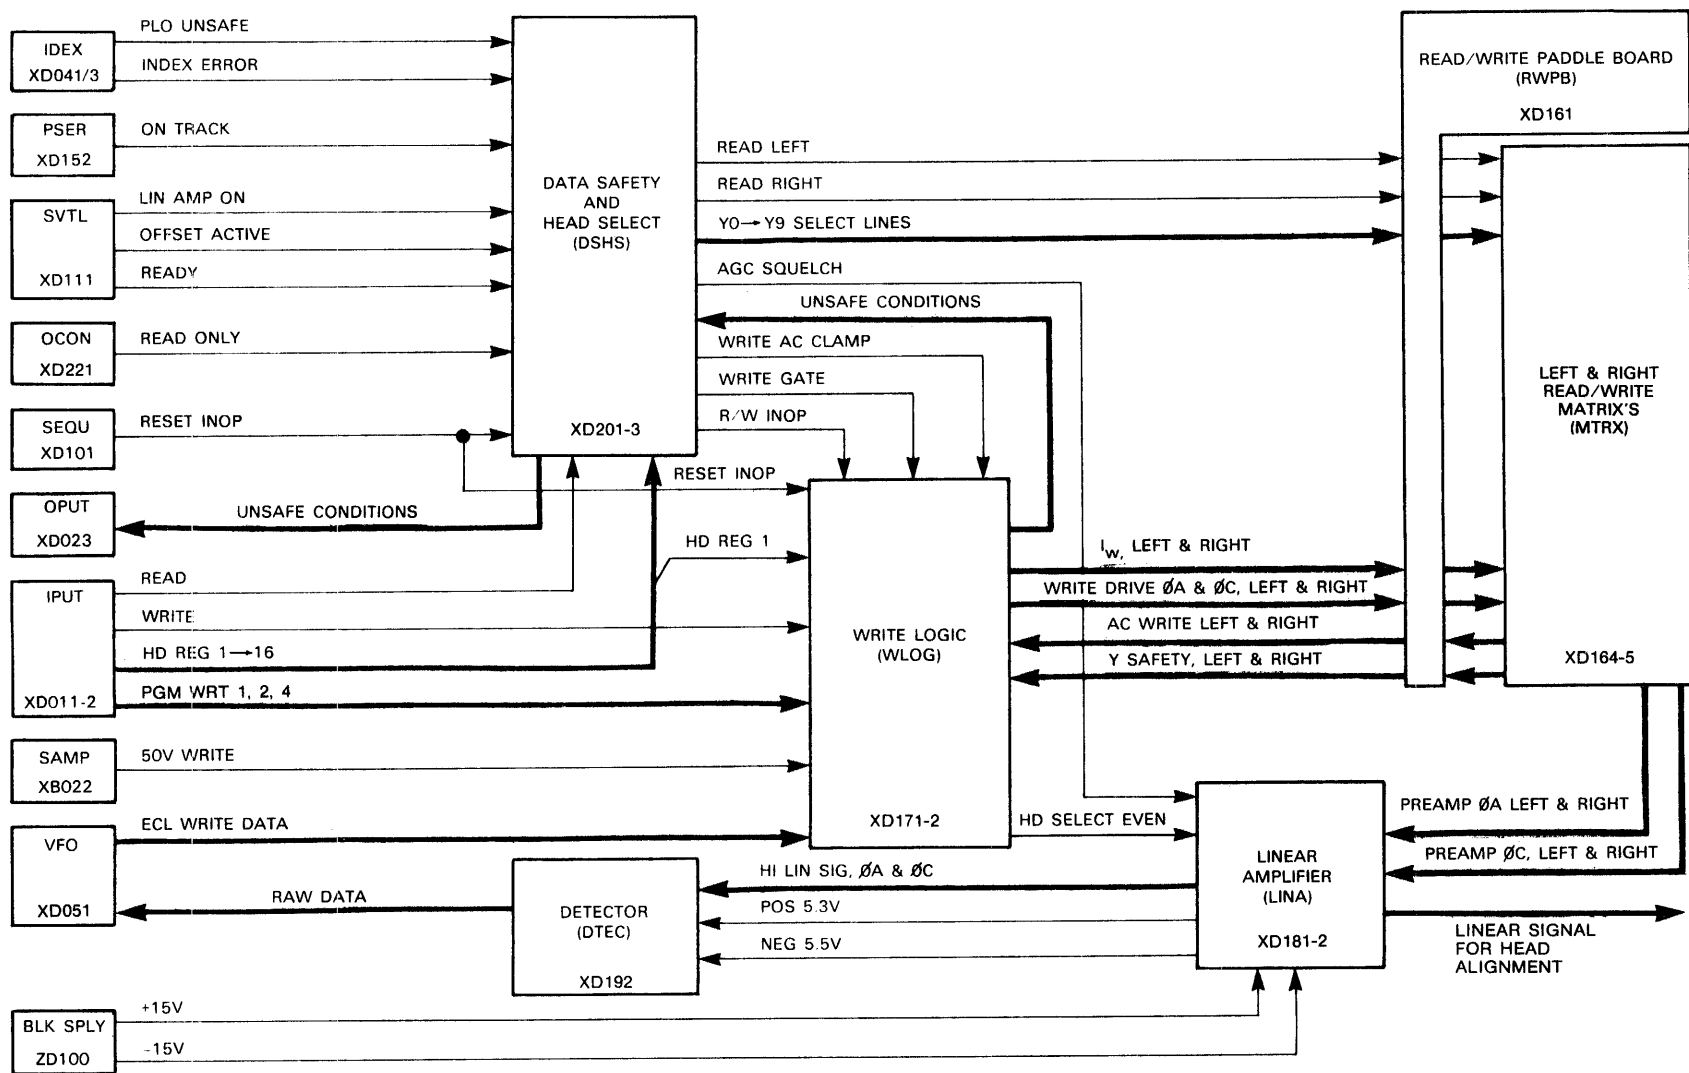 IDEX
XD041/3
PLO UNSAFE
INDEX ERROR
PSER
XD152
ON TRACK
SVTL
XD111
LIN AMP ON
OFFSET ACTIVE
READY
OCON
XD221
READ ONLY
SEQU
XD101
RESET INOP
OPUT
XD023
UNSAFE CONDITIONS
IPUT
XD011-2
READ
WRITE
HD REG 1→16
PGM WRT 1, 2, 4
SAMP
XB022
50V WRITE
VFO
XD051
ECL WRITE DATA
RAW DATA
BLK SPLY
ZD100
+15V
-15V
DATA SAFETY
AND
HEAD SELECT
(DSHS)
XD201-3
READ LEFT
READ RIGHT
Y0→Y9 SELECT LINES
AGC SQUELCH
UNSAFE CONDITIONS
WRITE AC CLAMP
WRITE GATE
R/W INOP
RESET INOP
HD REG 1
WRITE LOGIC
(WLOG)
XD171-2
I_W, LEFT & RIGHT
WRITE DRIVE ØA & ØC, LEFT & RIGHT
AC WRITE LEFT & RIGHT
Y SAFETY, LEFT & RIGHT
HD SELECT EVEN
READ/WRITE PADDLE BOARD
(RWPB)
XD161
LEFT & RIGHT
READ/WRITE
MATRIX'S
(MTRX)
XD164-5
PREAMP ØA LEFT & RIGHT
PREAMP ØC, LEFT & RIGHT
LINEAR
AMPLIFIER
(LINA)
XD181-2
LINEAR SIGNAL
FOR HEAD
ALIGNMENT
HI LIN SIG, ØA & ØC
POS 5.3V
NEG 5.5V
DETECTOR
(DTEC)
XD192